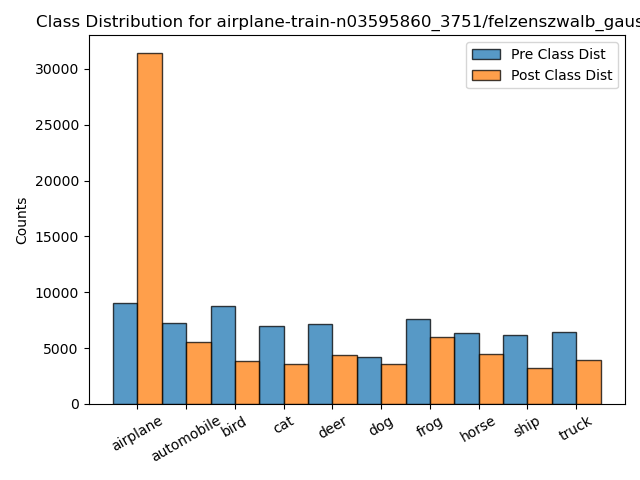 Class Distribution for airplane-train-n03595860_3751/felzenszwalb_gaus
Pre Class Dist
Post Class Dist
Counts
30000
25000
20000
15000
10000
5000
0
airplane
automobile
bird
cat
deer
dog
frog
horse
ship
truck